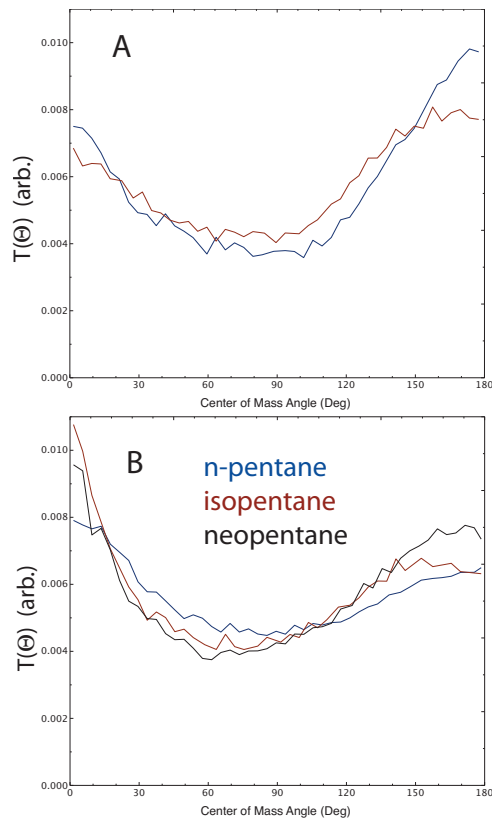 A
0.010
0.008
0.006
0.004
0.002
0.000
T(Θ) (arb.)
0 30 60 90 120 150 180
Center of Mass Angle (Deg)
B
n-pentane
isopentane
neopentane
0.010
0.008
0.006
0.004
0.002
0.000
T(Θ) (arb.)
0 30 60 90 120 150 180
Center of Mass Angle (Deg)